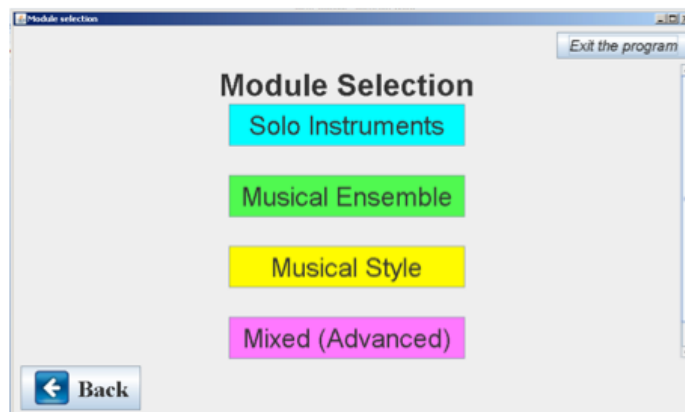 Module selection
Exit the program
Module Selection
Solo Instruments
Musical Ensemble
Musical Style
Mixed (Advanced)
Back